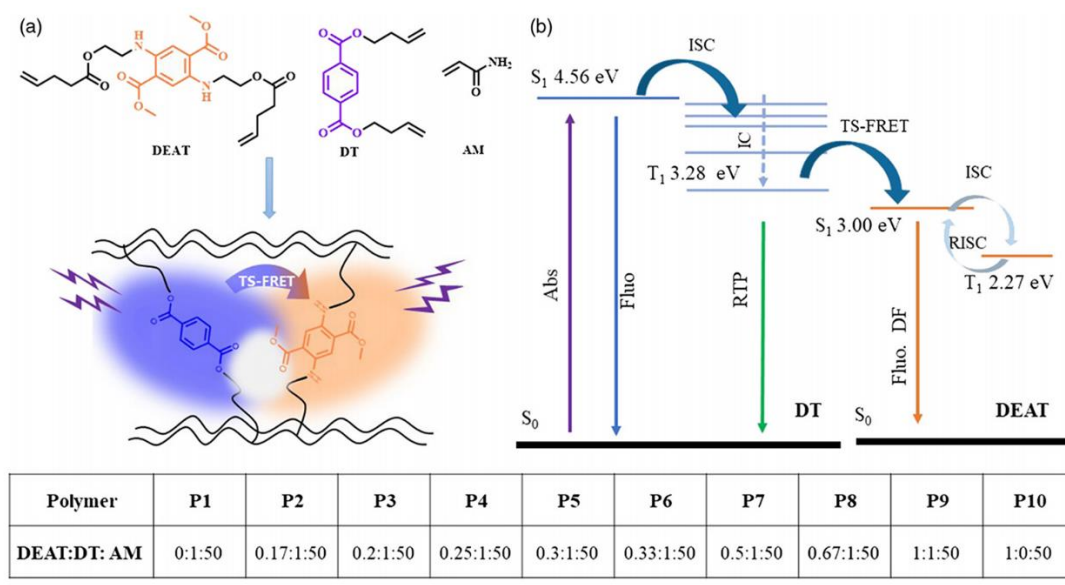 (a)
O
O
O
H
N
O
O
O
O
N
H
O
O
DEAT
O
O
O
O
DT
NH₂
O
AM
TS-FRET
O
O
O
O
N
H
O
O
O
O
N
H
(b)
ISC
S₁ 4.56 eV
TS-FRET
IC
ISC
T₁ 3.28 eV
S₁ 3.00 eV
RISC
T₁ 2.27 eV
Abs
Fluo
RTP
Fluo. DF
S₀
DT
S₀
DEAT
Polymer P1 P2 P3 P4 P5 P6 P7 P8 P9 P10
DEAT:DT: AM 0:1:50 0.17:1:50 0.2:1:50 0.25:1:50 0.3:1:50 0.33:1:50 0.5:1:50 0.67:1:50 1:1:50 1:0:50